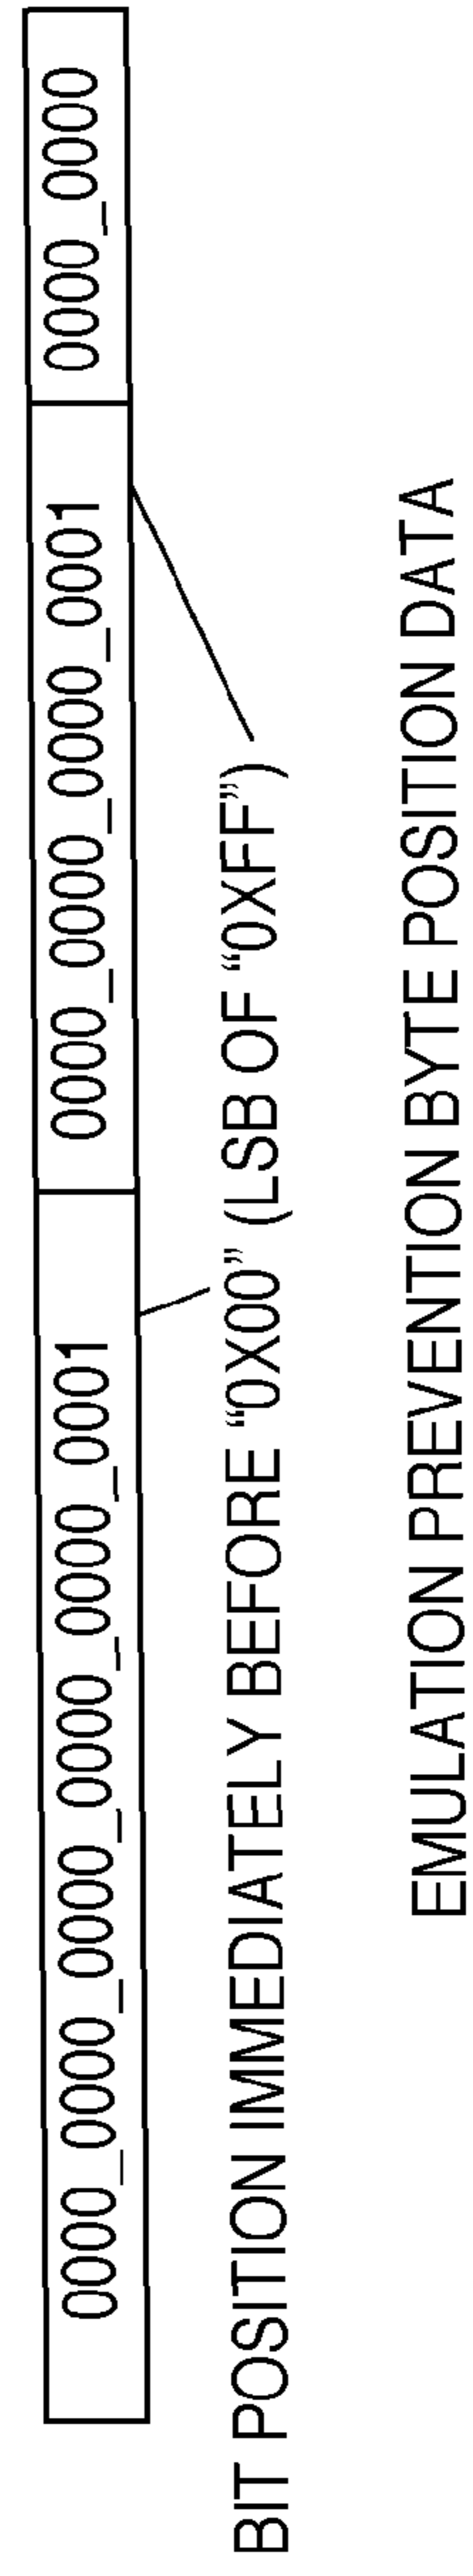 0000_0000_0000_0000_0000_0001 0000_0000_0000_0001 0000_0000
BIT POSITION IMMEDIATELY BEFORE “0X00” (LSB OF “0XFF”)
EMULATION PREVENTION BYTE POSITION DATA